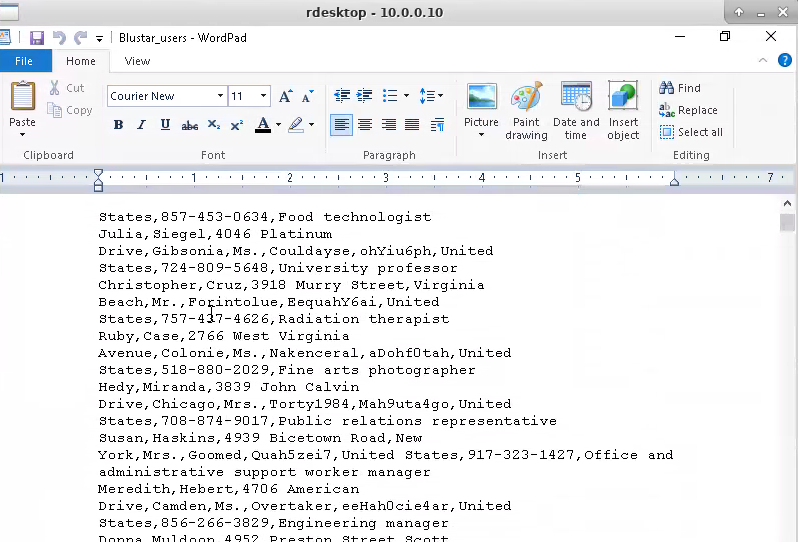 rdesktop - 10.0.0.10
Blustar_users - WordPad
File Home View
Paste
Cut
Copy
Clipboard
Courier New 11
B I U abc X₂ X² A
Font
Paragraph
Picture
Paint drawing
Date and time
Insert object
Insert
Find
Replace
Select all
Editing
1 1 2 3 4 5 7
States,857-453-0634,Food technologist
Julia,Siegel,4046 Platinum
Drive,Gibsonia,Ms.,Couldayse,ohYiu6ph,United
States,724-809-5648,University professor
Christopher,Cruz,3918 Murry Street,Virginia
Beach,Mr.,Forintolue,EequahY6ai,United
States,757-437-4626,Radiation therapist
Ruby,Case,2766 West Virginia
Avenue,Colonie,Ms.,Nakenceral,aDohf0tah,United
States,518-880-2029,Fine arts photographer
Hedy,Miranda,3839 John Calvin
Drive,Chicago,Mrs.,Torty1984,Mah9uta4go,United
States,708-874-9017,Public relations representative
Susan,Haskins,4939 Bicetown Road,New
York,Mrs.,Goomed,Quah5zei7,United States,917-323-1427,Office and
administrative support worker manager
Meredith,Hebert,4706 American
Drive,Camden,Ms.,Overtaker,eeHah0cie4ar,United
States,856-266-3829,Engineering manager
Donna,Muldoon,4952 Preston Street,Scott